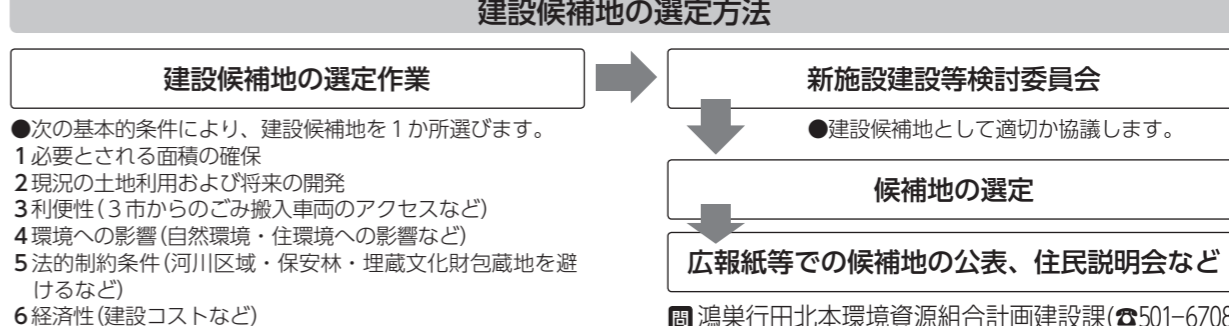 建設候補地の選定方法
建設候補地の選定作業
●次の基本的条件により、建設候補地を1か所選びます。
1必要とされる面積の確保
2現況の土地利用および将来の開発
3利便性(3市からのごみ搬入車両のアクセスなど)
4環境への影響(自然環境・住環境への影響など)
5法的制約条件(河川区域・保安林・埋蔵文化財包蔵地を避
けるなど)
6経済性(建設コストなど)
新施設建設等検討委員会
●建設候補地として適切か協議します。
候補地の選定
広報紙等での候補地の公表、住民説明会など
問鴻巣行田北本環境資源組合計画建設課(☎501-6708